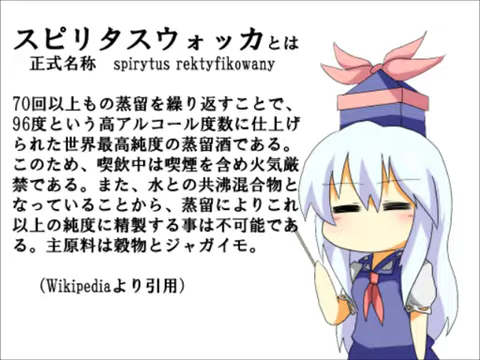 スピリタスウォッカとは
正式名称 spirytus rektyfikowany
70回以上もの蒸留を繰り返すことで、
96度という高アルコール度数に仕上げ
られた世界最高純度の蒸留酒である。
このため、喫飲中は喫煙を含め火気厳
禁である。また、水との共沸混合物と
なっていることから、蒸留によりこれ
以上の純度に精製する事は不可能であ
る。主原料は穀物とジャガイモ。
（Wikipediaより引用）